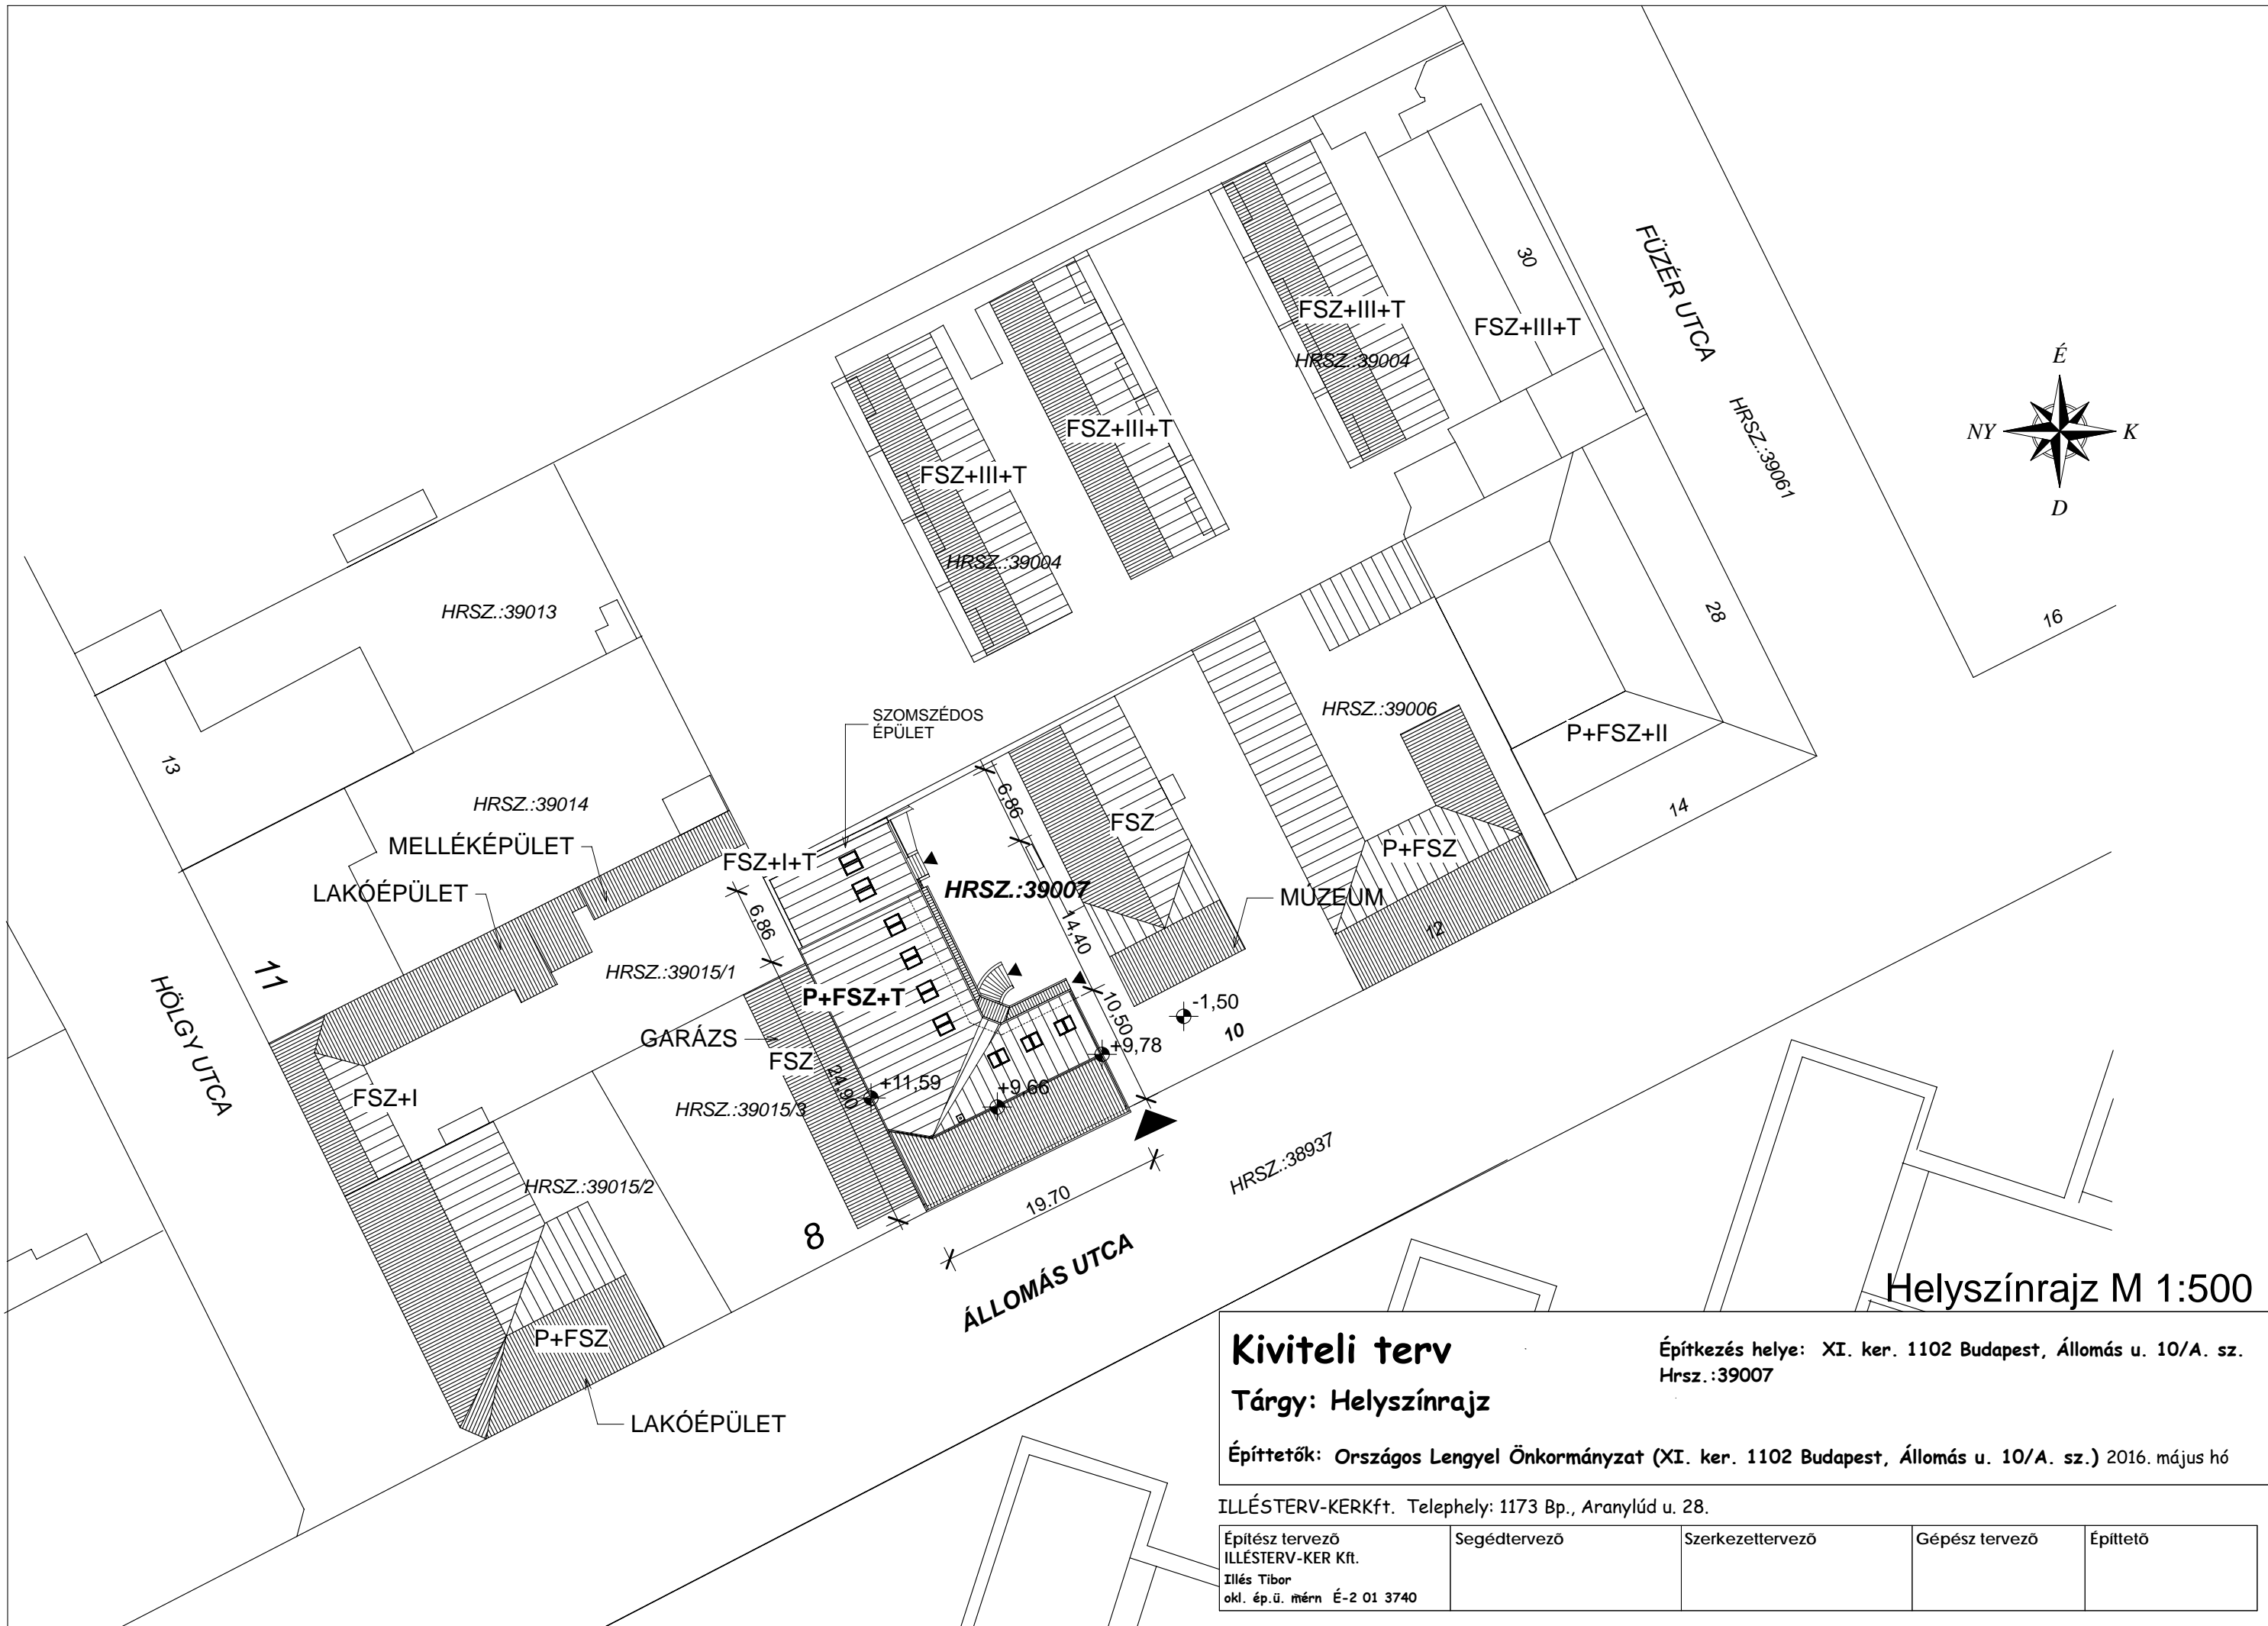 FÜZÉR UTCA
HRSZ.:39061
30
FSZ+III+T
FSZ+III+T
HRSZ.:39004
FSZ+III+T
FSZ+III+T
HRSZ.:39004
É
NY
K
D
28
16
HRSZ.:39013
13
SZOMSZÉDOS
ÉPÜLET
HRSZ.:39006
P+FSZ+II
14
HRSZ.:39014
MELLÉKÉPÜLET
LAKÓÉPÜLET
FSZ+I+T
6,86
FSZ
P+FSZ
HRSZ.:39007
MÚZEUM
12
6,86
14,40
11
HÖLGY UTCA
HRSZ.:39015/1
P+FSZ+T
-1,50
10,50
10
GARÁZS
FSZ
+9,78
24,90
+11,59
+9,66
FSZ+I
HRSZ.:39015/3
HRSZ.:38937
HRSZ.:39015/2
19.70
8
ÁLLOMÁS UTCA
P+FSZ
LAKÓÉPÜLET
Helyszínrajz M 1:500
Kiviteli terv
Építkezés helye: XI. ker. 1102 Budapest, Állomás u. 10/A. sz.
Hrsz.:39007
Tárgy: Helyszínrajz
Építtetők: Országos Lengyel Önkormányzat (XI. ker. 1102 Budapest, Állomás u. 10/A. sz.) 2016. május hó
ILLÉSTERV-KERKft. Telephely: 1173 Bp., Aranylúd u. 28.
Építész tervezõ
ILLÉSTERV-KER Kft.
Illés Tibor
okl. ép.ü. mérn É-2 01 3740
Segédtervezõ
Szerkezettervezõ
Gépész tervezõ
Építtetõ